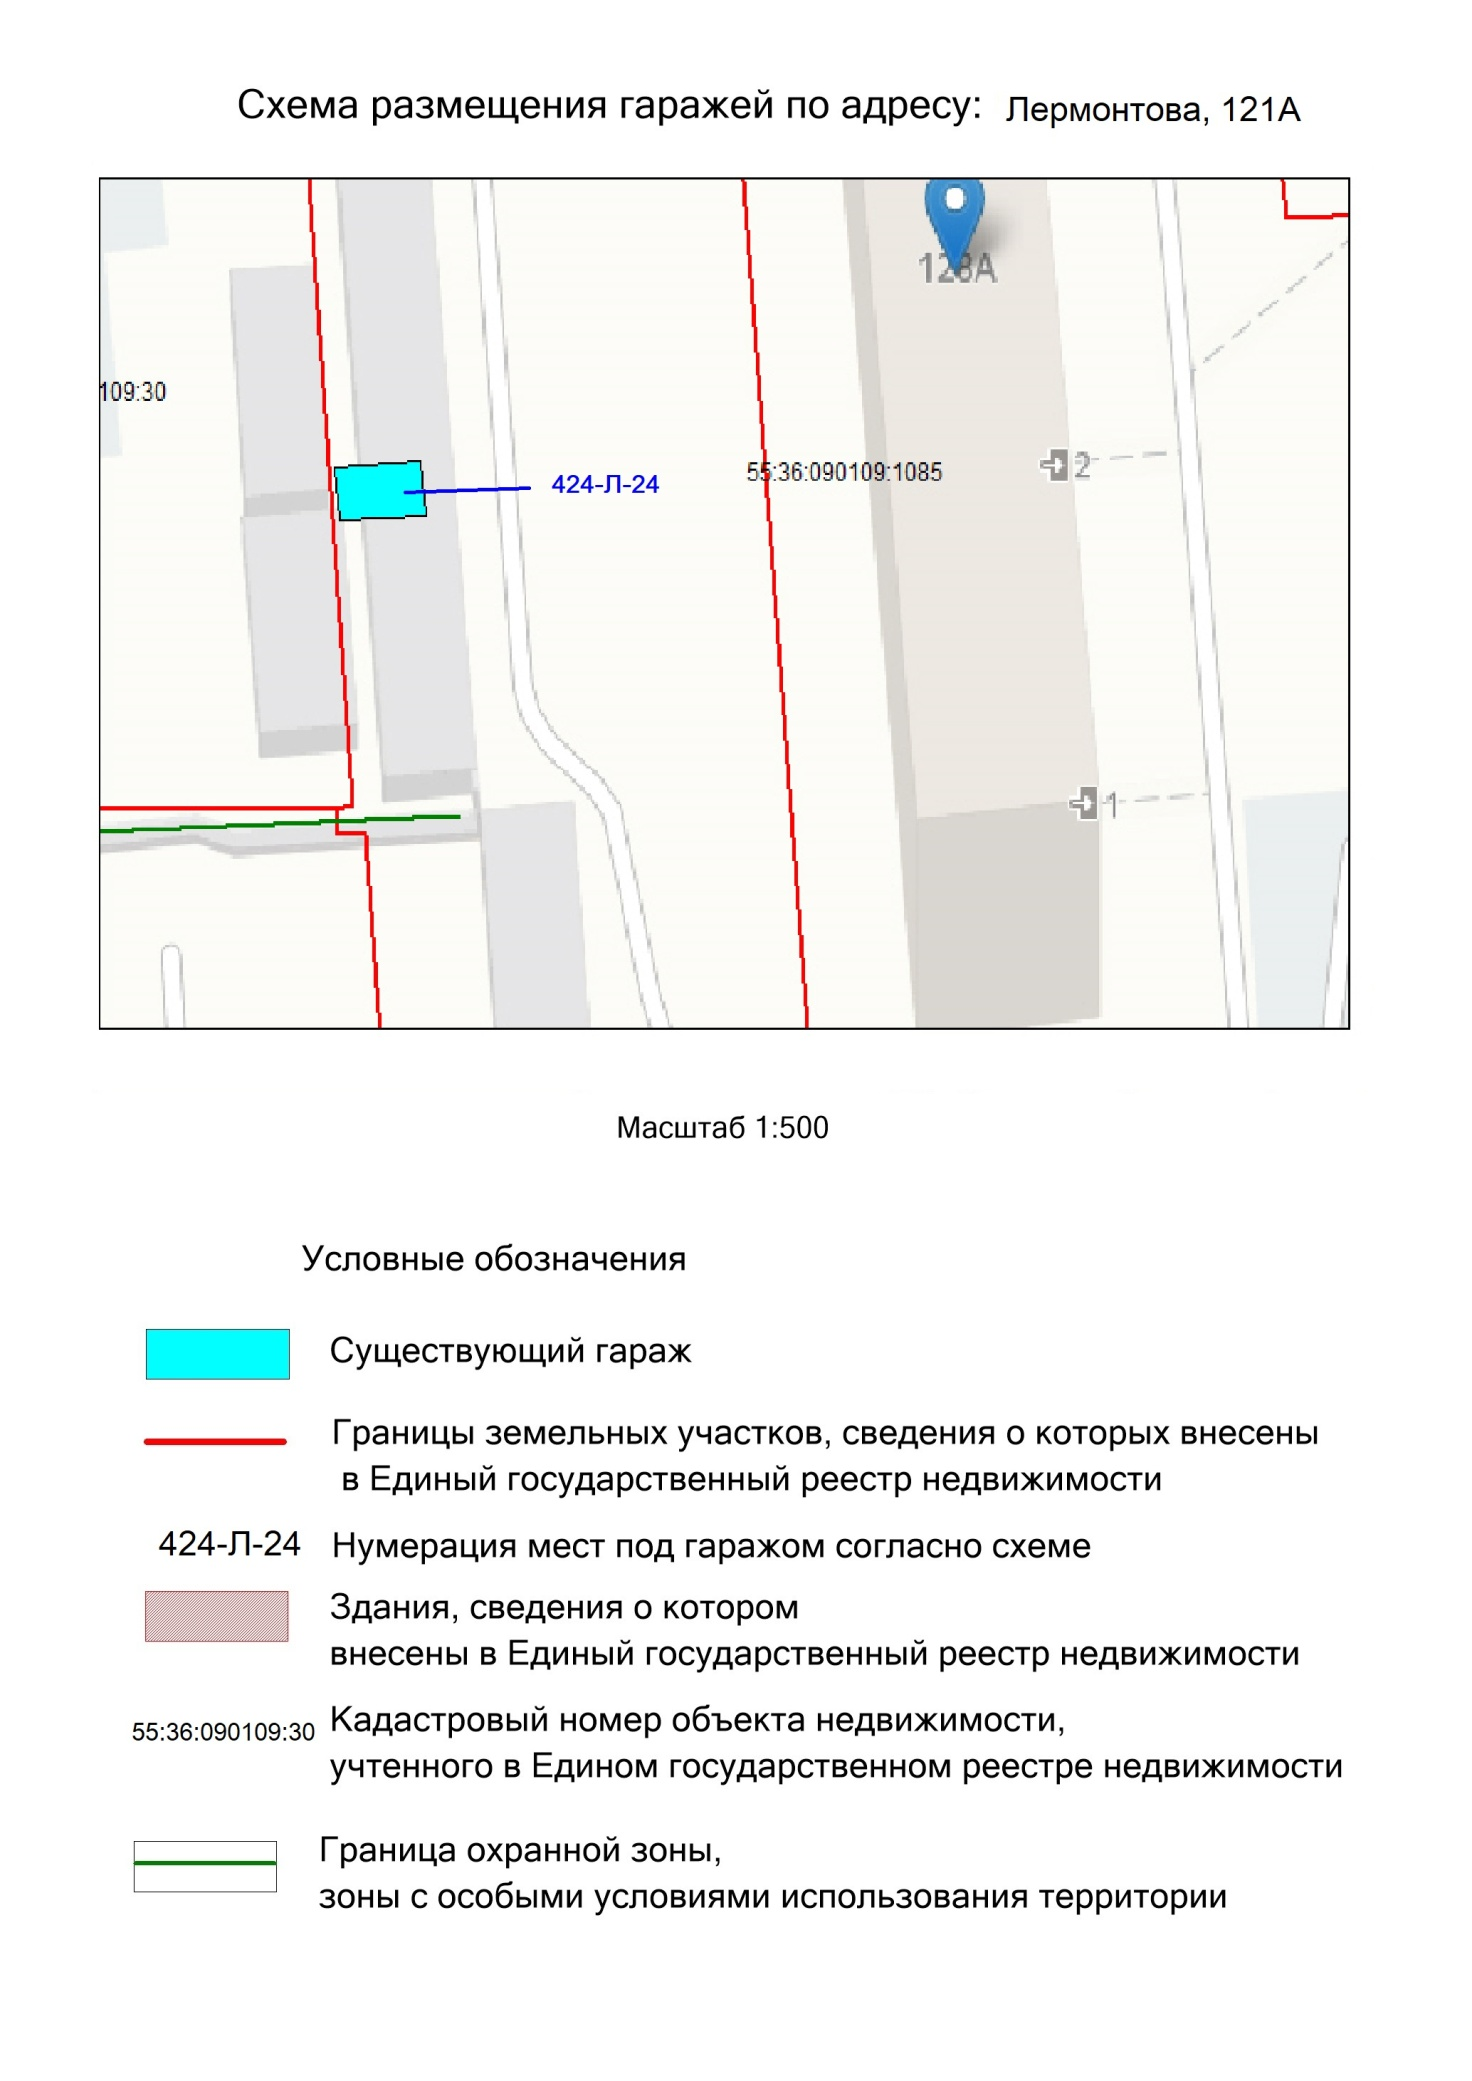 Схема размещения гаражей по адресу: Лермонтова, 121А
128А
109:30
2
55:36:090109:1085
424-Л-24
1
Масштаб 1:500
Условные обозначения
Существующий гараж
Границы земельных участков, сведения о которых внесены
в Единый государственный реестр недвижимости
424-Л-24 Нумерация мест под гаражом согласно схеме
Здания, сведения о котором
внесены в Единый государственный реестр недвижимости
55:36:090109:30 Кадастровый номер объекта недвижимости,
учтенного в Едином государственном реестре недвижимости
Граница охранной зоны,
зоны с особыми условиями использования территории